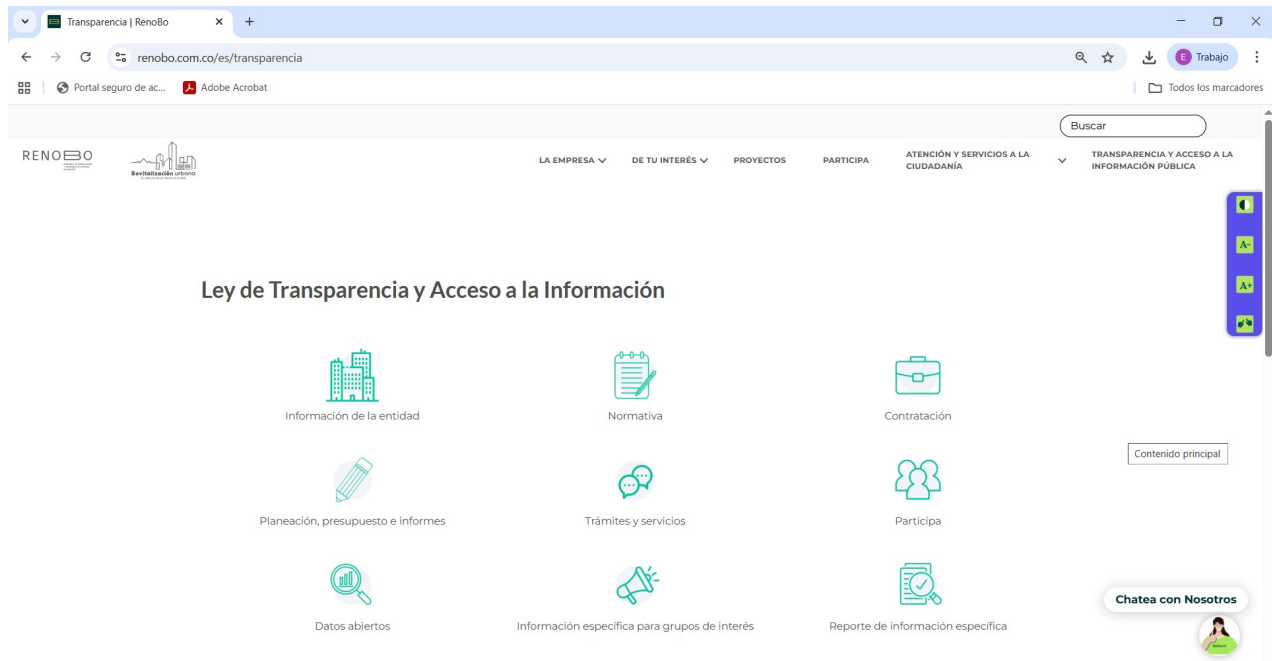 Transparencia | RenoBo
renobo.com.co/es/transparencia
E Trabajo
Portal seguro de ac...
Adobe Acrobat
Todos los marcadores
Buscar
RENOBO
Revitalización urbana
LA EMPRESA
DE TU INTERÉS
PROYECTOS
PARTICIPA
ATENCIÓN Y SERVICIOS A LA
CIUDADANÍA
TRANSPARENCIA Y ACCESO A LA
INFORMACIÓN PÚBLICA
A-
A+
Ley de Transparencia y Acceso a la Información
Información de la entidad
Normativa
Contratación
Contenido principal
Planeación, presupuesto e informes
Trámites y servicios
Participa
Datos abiertos
Información específica para grupos de interés
Reporte de información específica
Chatea con Nosotros